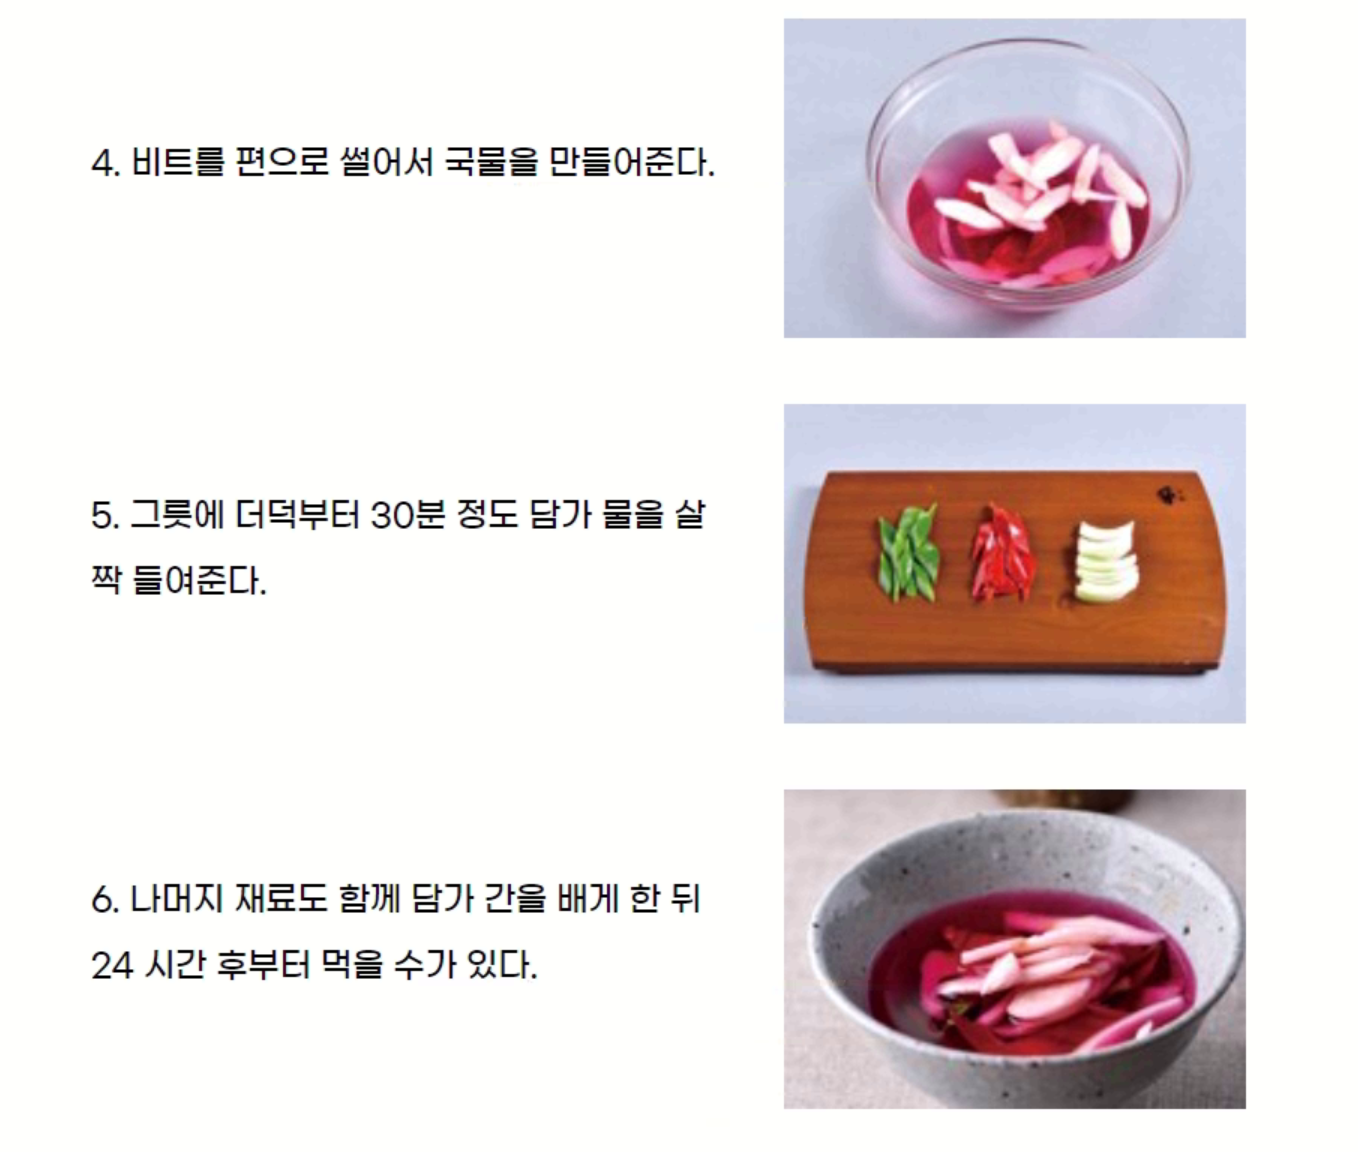 4. 비트를 편으로 썰어서 국물을 만들어준다.
5. 그릇에 더덕부터 30분 정도 담가 물을 살
짝 들여준다.
6. 나머지 재료도 함께 담가 간을 배게 한 뒤
24 시간 후부터 먹을 수가 있다.